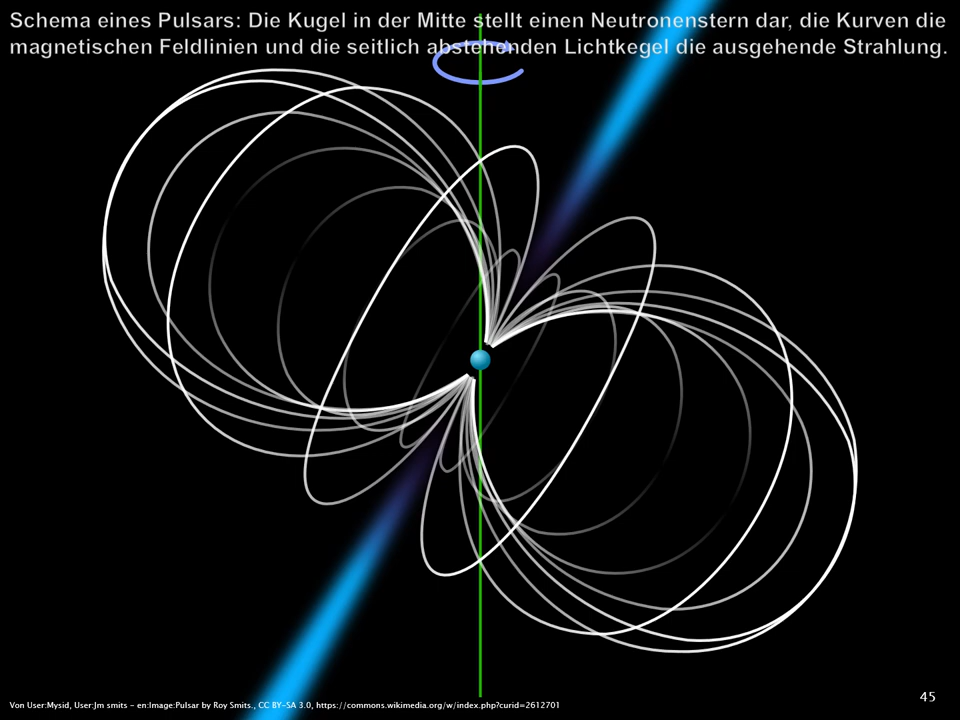 Schema eines Pulsars: Die Kugel in der Mitte stellt einen Neutronenstern dar, die Kurven die
magnetischen Feldlinien und die seitlich abstehenden Lichtkegel die ausgehende Strahlung.
45
Von User:Mysid, User:Jm smits - en:Image:Pulsar by Roy Smits., CC BY-SA 3.0, https://commons.wikimedia.org/w/index.php?curid=2612701